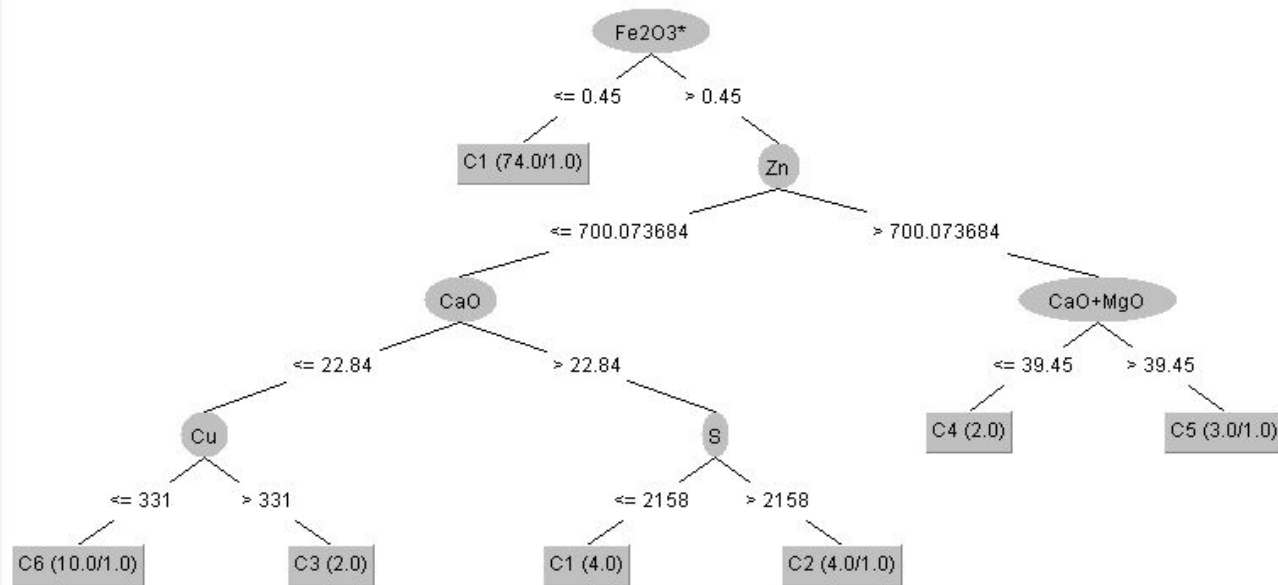 Fe2O3*
<= 0.45
> 0.45
C1 (74.0/1.0)
Zn
<= 700.073684
> 700.073684
CaO
CaO+MgO
<= 22.84
> 22.84
<= 39.45
> 39.45
Cu
S
C4 (2.0)
C5 (3.0/1.0)
<= 331
> 331
<= 2158
> 2158
C6 (10.0/1.0)
C3 (2.0)
C1 (4.0)
C2 (4.0/1.0)